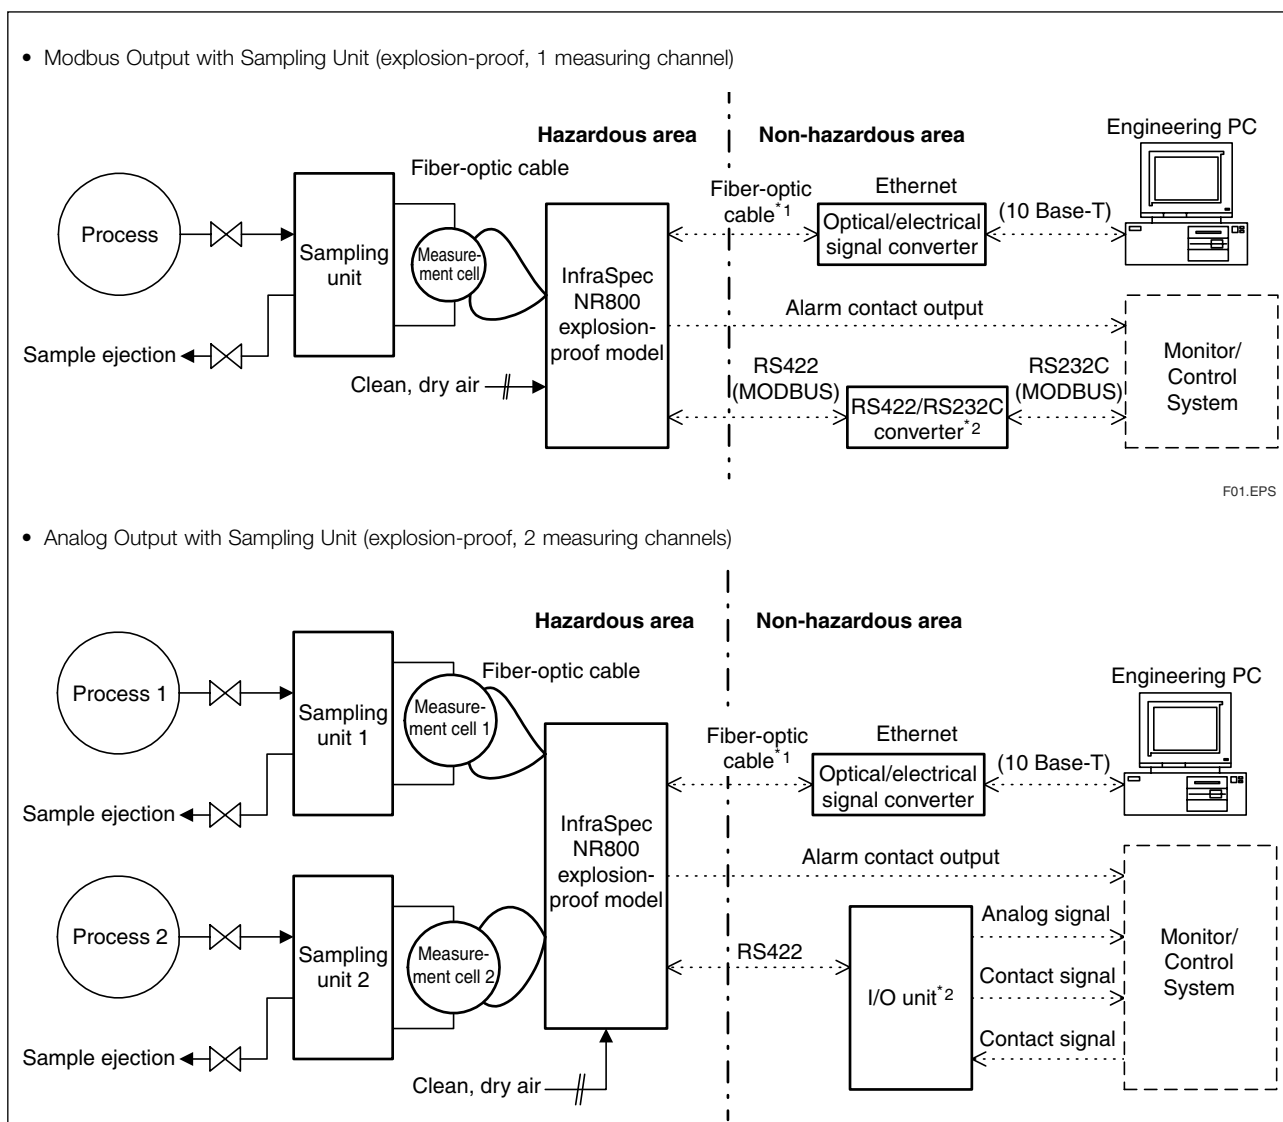 • Modbus Output with Sampling Unit (explosion-proof, 1 measuring channel)
Hazardous area
Non-hazardous area
Engineering PC
Process
Sampling
unit
Fiber-optic cable
Measure-
ment cell
InfraSpec
NR800
explosion-
proof model
Fiber-optic
cable*1
Ethernet
Optical/electrical
signal converter
(10 Base-T)
Alarm contact output
Sample ejection
Clean, dry air
RS422
(MODBUS)
RS422/RS232C
converter*2
RS232C
(MODBUS)
Monitor/
Control
System
F01.EPS
• Analog Output with Sampling Unit (explosion-proof, 2 measuring channels)
Hazardous area
Non-hazardous area
Engineering PC
Process 1
Sampling
unit 1
Fiber-optic cable
Measure-
ment cell 1
InfraSpec
NR800
explosion-
proof model
Fiber-optic
cable*1
Ethernet
Optical/electrical
signal converter
(10 Base-T)
Sample ejection
Alarm contact output
Process 2
Sampling
unit 2
Measure-
ment cell 2
RS422
I/O unit*2
Analog signal
Contact signal
Contact signal
Monitor/
Control
System
Sample ejection
Clean, dry air